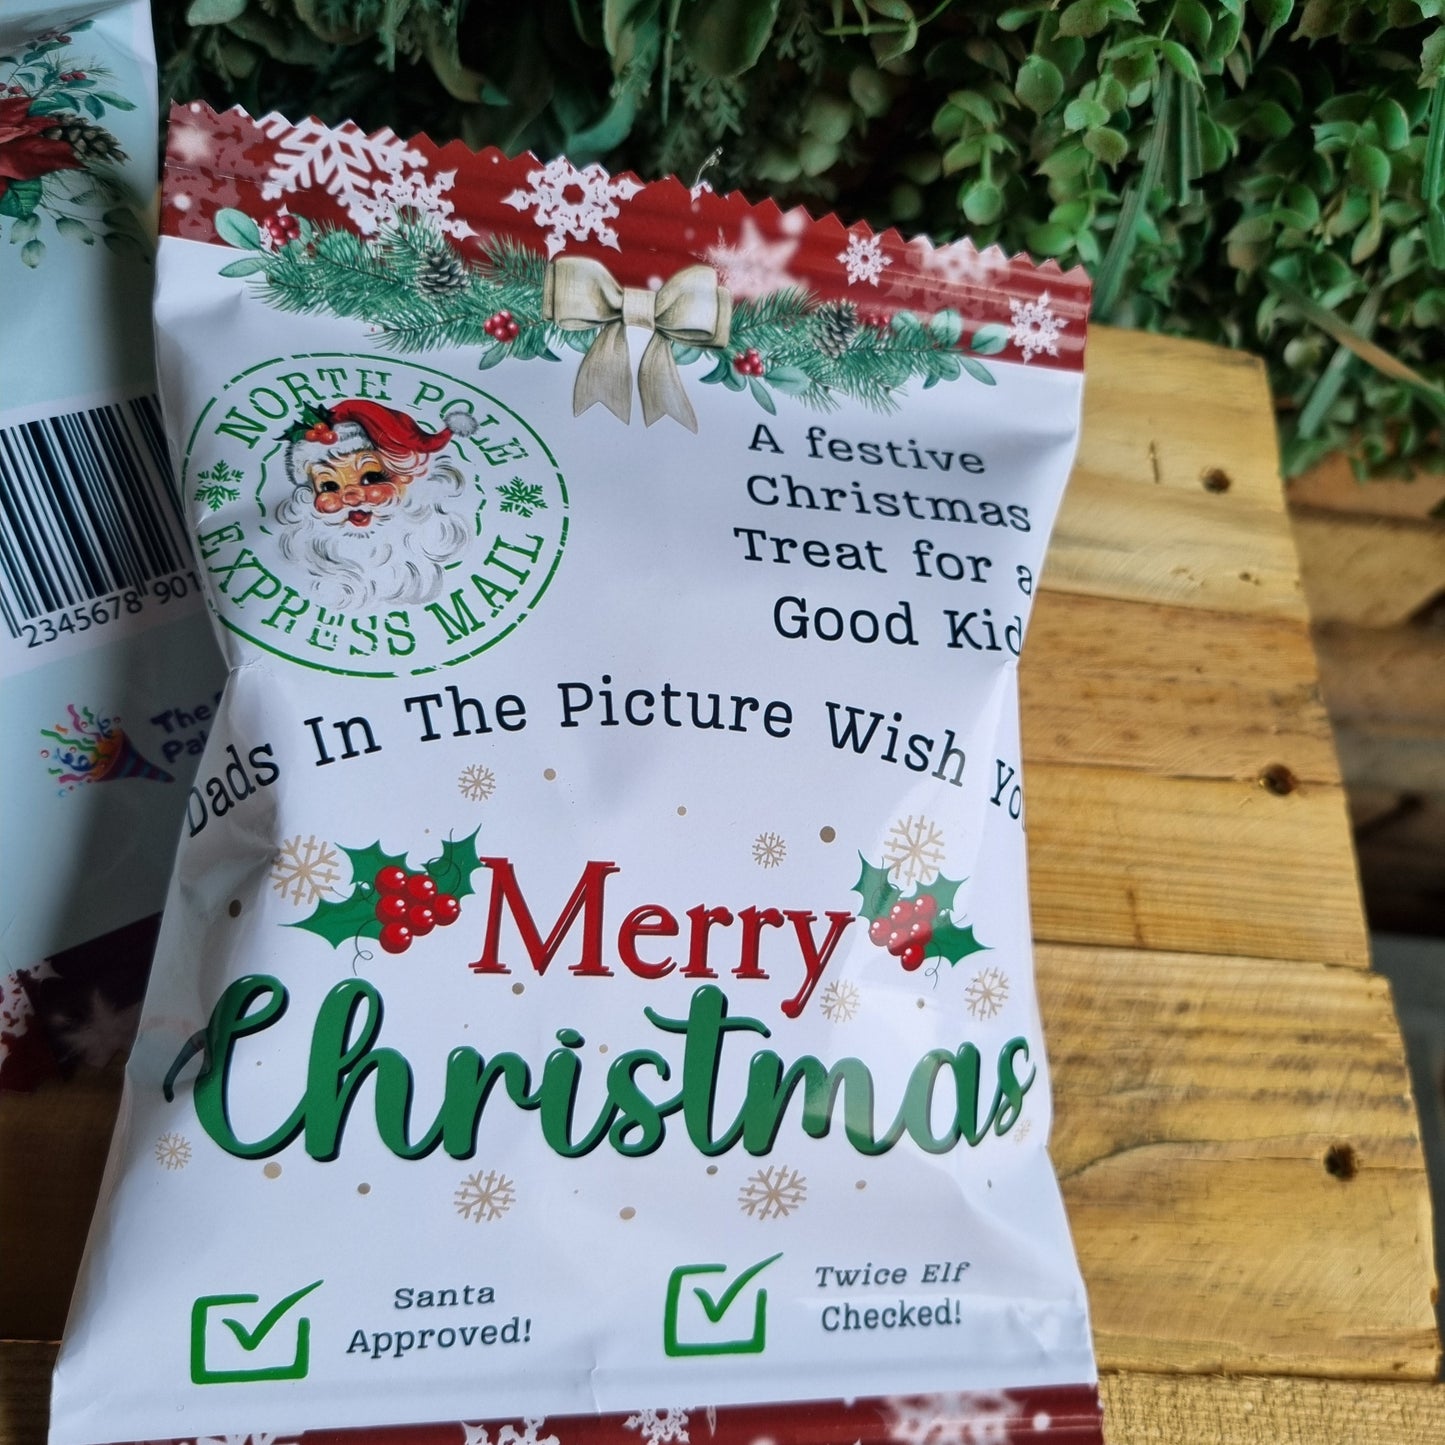 NORTH POLE
EXPRESS MAIL
A festive
Christmas
Treat for a
Good Kid
Dads In The Picture Wish
Merry
Christmas
Santa
Approved!
Twice Elf
Checked!
2345678 901
The